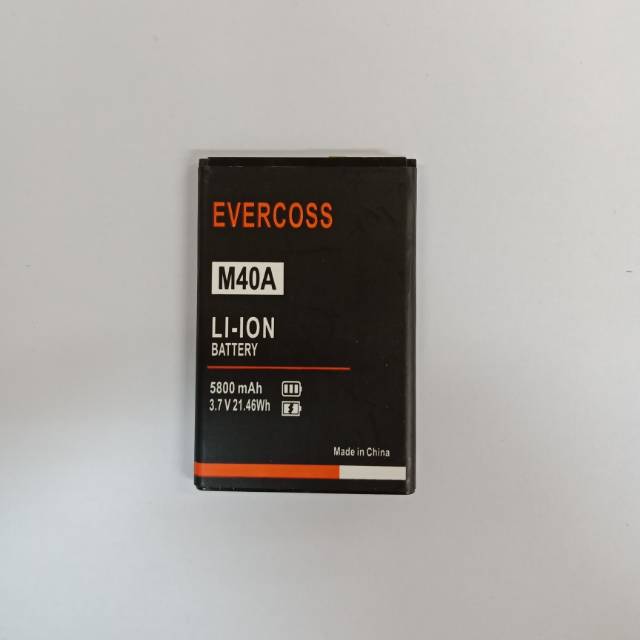 EVERCOSS
M40A
LI-ION
BATTERY
5800 mAh
3.7 V 21.46Wh
Made in China